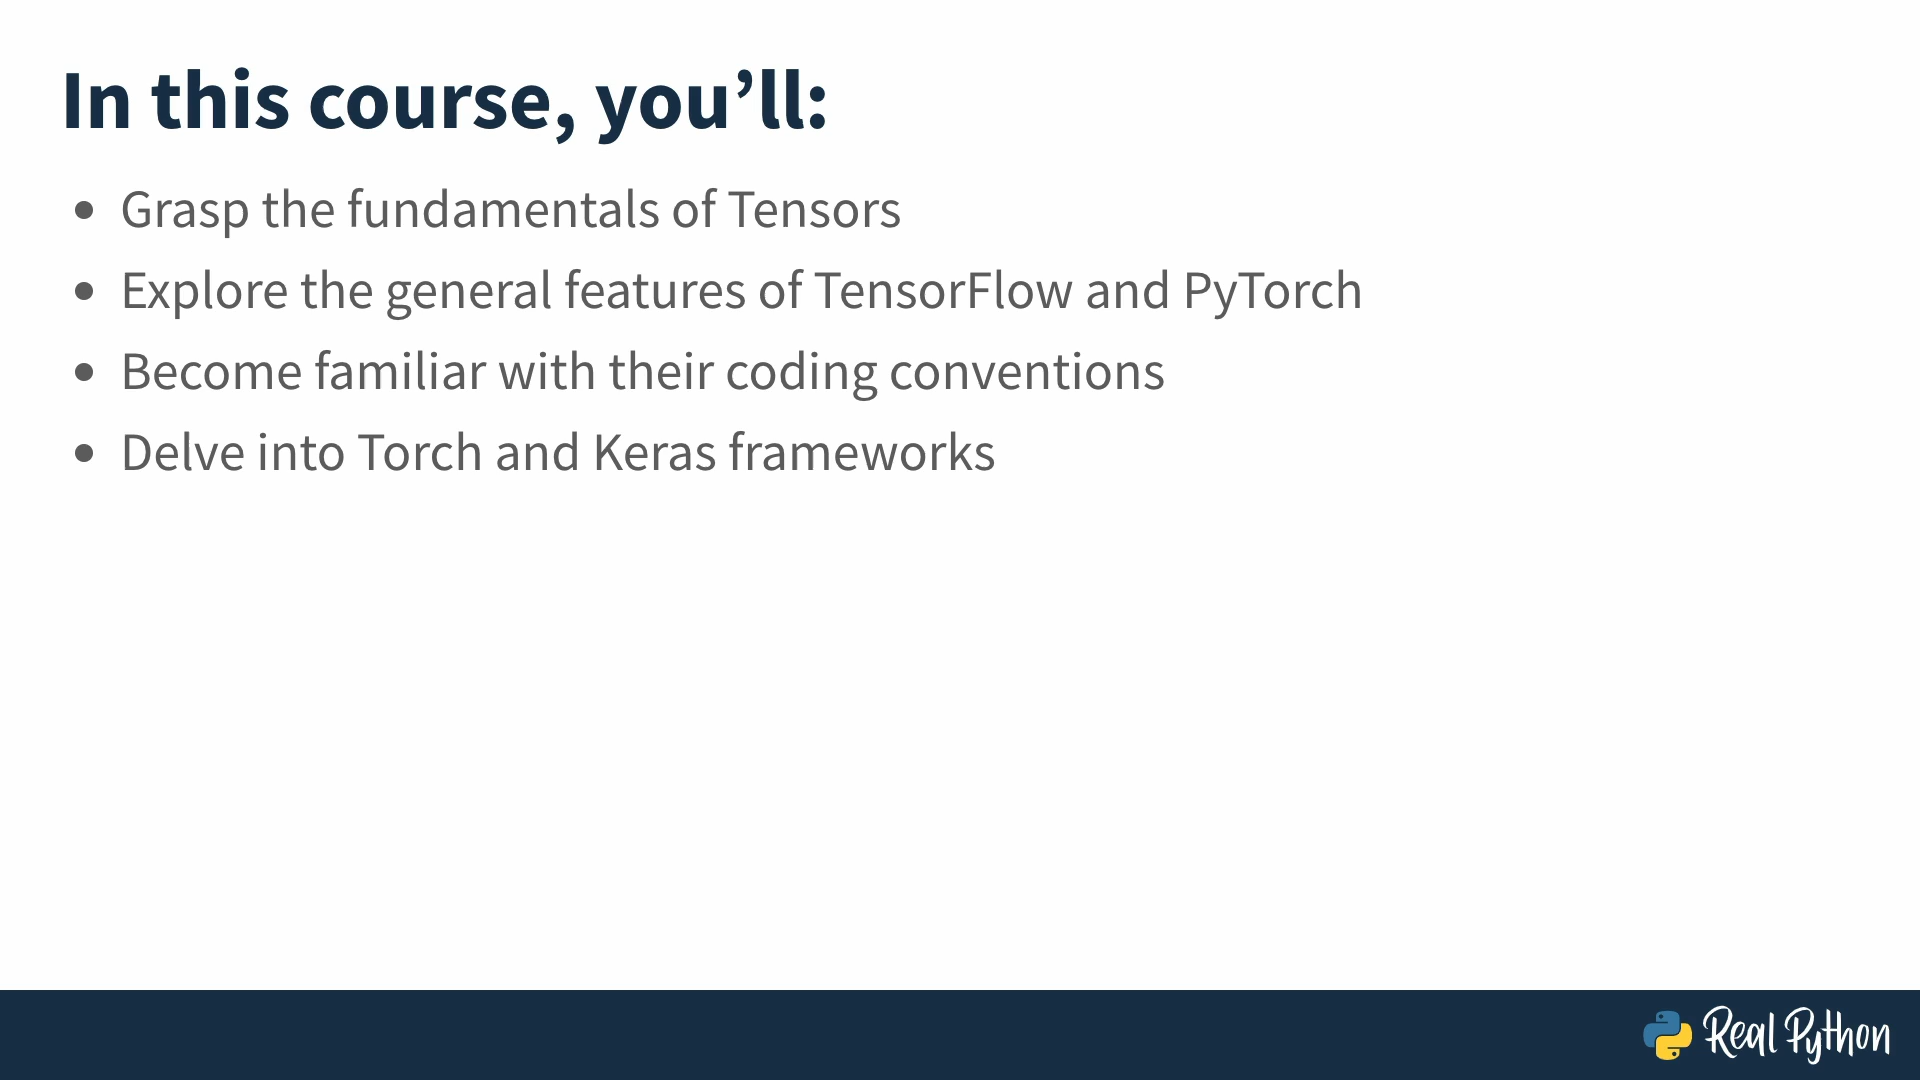 In this course, you’ll:
• Grasp the fundamentals of Tensors
• Explore the general features of TensorFlow and PyTorch
• Become familiar with their coding conventions
• Delve into Torch and Keras frameworks
Real Python